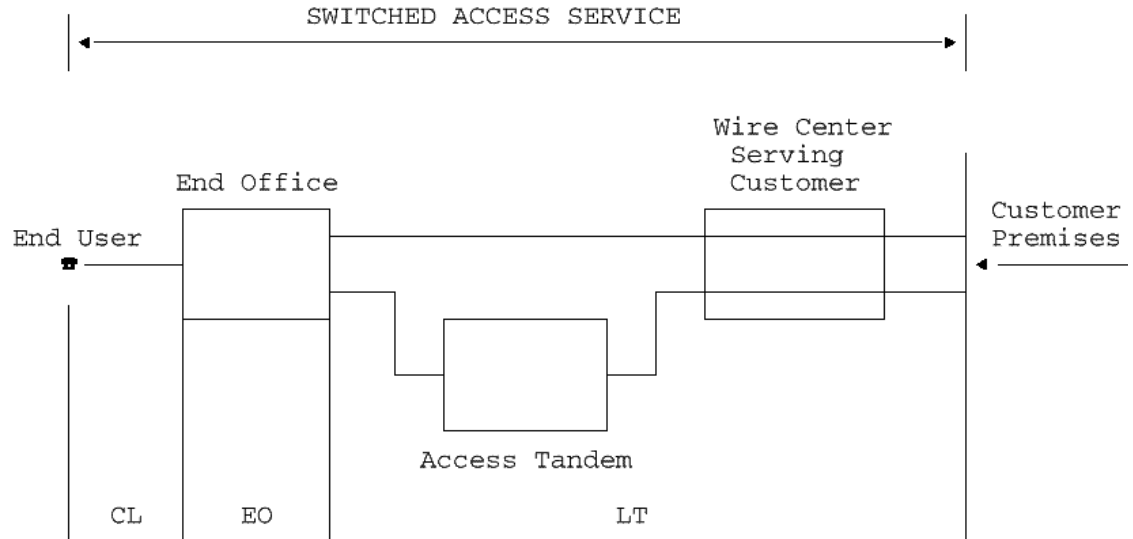 SWITCHED ACCESS SERVICE
Wire Center
Serving
Customer
End Office
Customer
Premises
End User
Access Tandem
CL
EO
LT